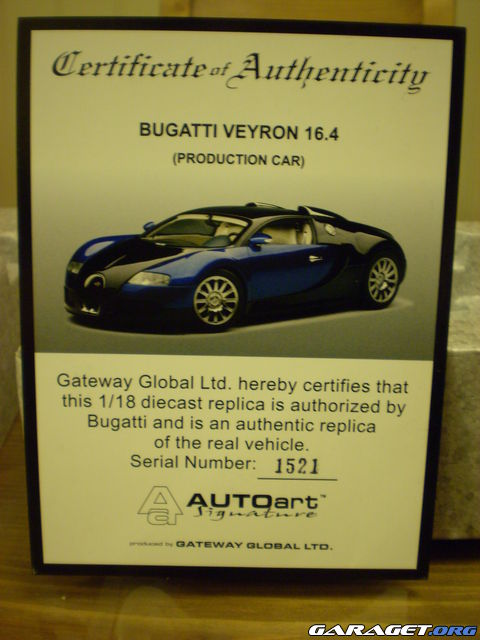 Certificate of Authenticity
BUGATTI VEYRON 16.4
(PRODUCTION CAR)
Gateway Global Ltd. hereby certifies that
this 1/18 diecast replica is authorized by
Bugatti and is an authentic replica
of the real vehicle.
Serial Number: 1521
Aa AUTOart™
Signature
produced by GATEWAY GLOBAL LTD.
GARAGET.ORG